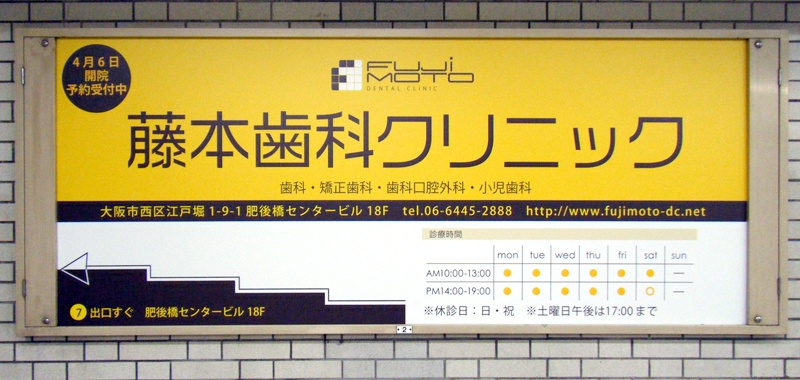 4月6日
開院
予約受付中
FUJI
MOTO
DENTAL CLINIC
藤本歯科クリニック
歯科・矯正歯科・歯科口腔外科・小児歯科
大阪市西区江戸堀 1-9-1 肥後橋センタービル 18F tel.06-6445-2888 http://www.fujimoto-dc.net
診療時間
mon tue wed thu fri sat sun
AM10:00-13:00 ● ● ● ● ● ● —
PM14:00-19:00 ● ● ● ● ● ○ —
※休診日：日・祝 ※土曜日午後は17:00まで
7 出口すぐ 肥後橋センタービル 18F
2